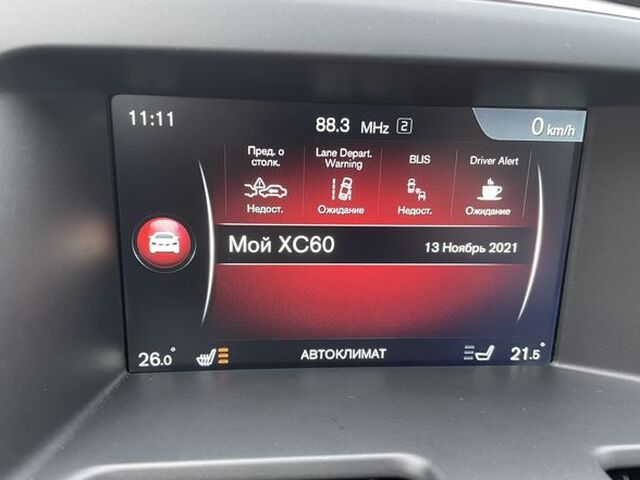 11:11
88.3 MHz 2
0 km/h
Пред. о
столк.
Недост.
Lane Depart.
Warning
Ожидание
BLIS
Недост.
Driver Alert
Ожидание
Мой XC60
13 Ноябрь 2021
26.0°
АВТОКЛИМАТ
21.5°